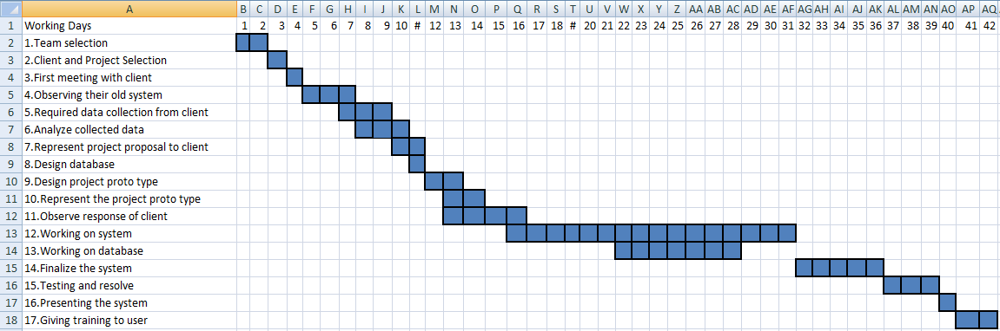 A B C D E F G H I J K L M N O P Q R S T U V W X Y Z AA AB AC AD AE AF AG AH AI AJ AK AL AM AN AO AP AQ
1 Working Days 1 2 3 4 5 6 7 8 9 10 # 12 13 14 15 16 17 18 # 20 21 22 23 24 25 26 27 28 29 30 31 32 33 34 35 36 37 38 39 40 41 42
2 1.Team selection
3 2.Client and Project Selection
4 3.First meeting with client
5 4.Observing their old system
6 5.Required data collection from client
7 6.Analyze collected data
8 7.Represent project proposal to client
9 8.Design database
10 9.Design project proto type
11 10.Represent the project proto type
12 11.Observe response of client
13 12.Working on system
14 13.Working on database
15 14.Finalize the system
16 15.Testing and resolve
17 16.Presenting the system
18 17.Giving training to user